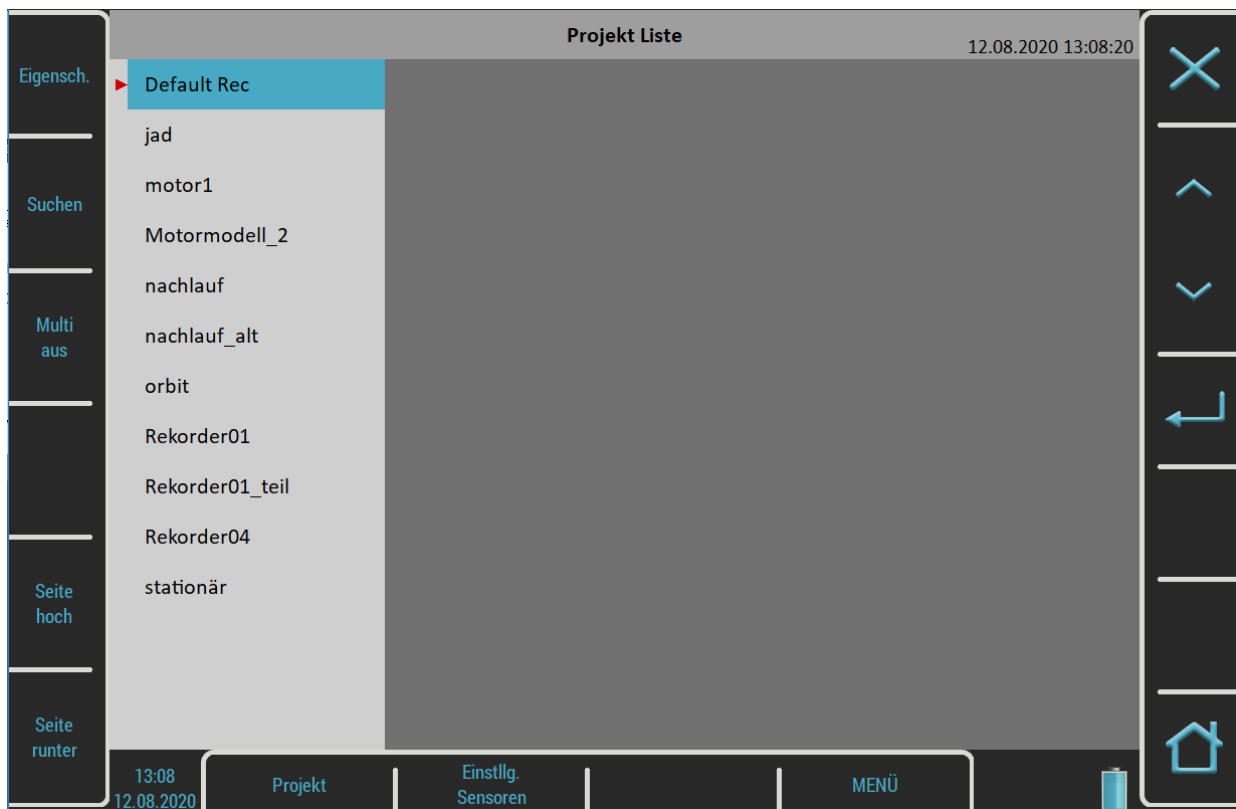 Projekt Liste
12.08.2020 13:08:20
Eigensch.
Suchen
Multi
aus
Seite
hoch
Seite
runter
Default Rec
jad
motor1
Motormodell_2
nachlauf
nachlauf_alt
orbit
Rekorder01
Rekorder01_teil
Rekorder04
stationär
13:08
12.08.2020
Projekt
Einstllg.
Sensoren
MENÜ